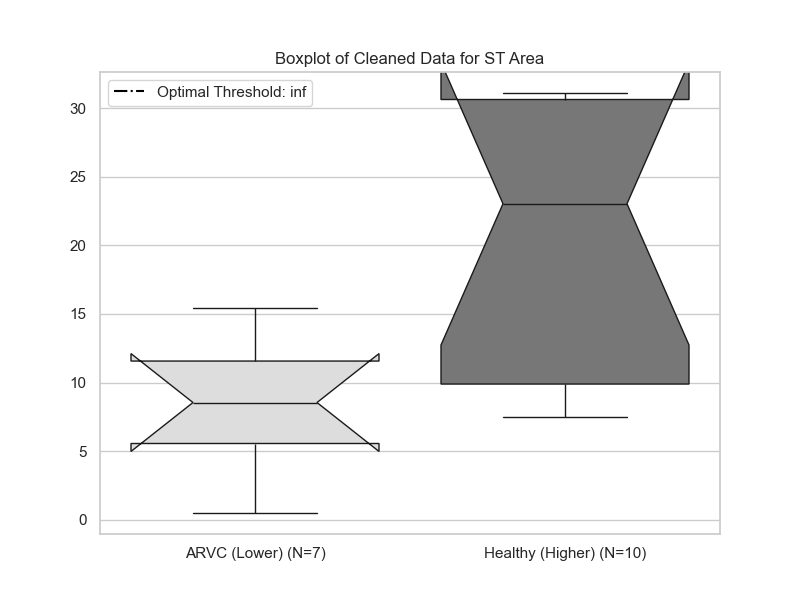 Boxplot of Cleaned Data for ST Area
Optimal Threshold: inf
30
25
20
15
10
5
0
ARVC (Lower) (N=7)
Healthy (Higher) (N=10)